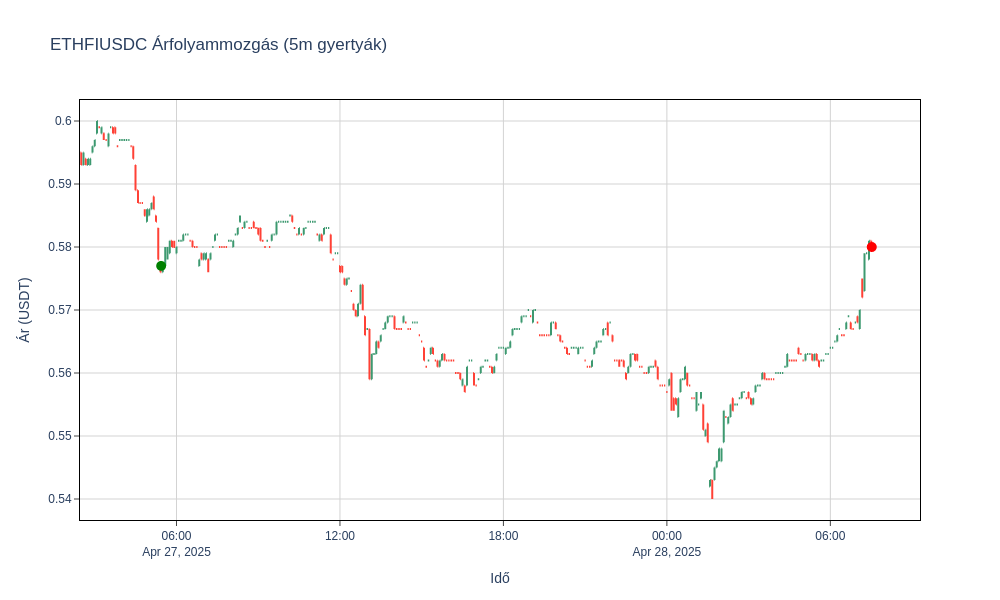 ETHFIUSDC Árfolyammozgás (5m gyertyák)
0.6
0.59
0.58
0.57
0.56
0.55
0.54
Ár (USDT)
06:00 12:00 18:00 00:00 06:00
Apr 27, 2025 Apr 28, 2025
Idő